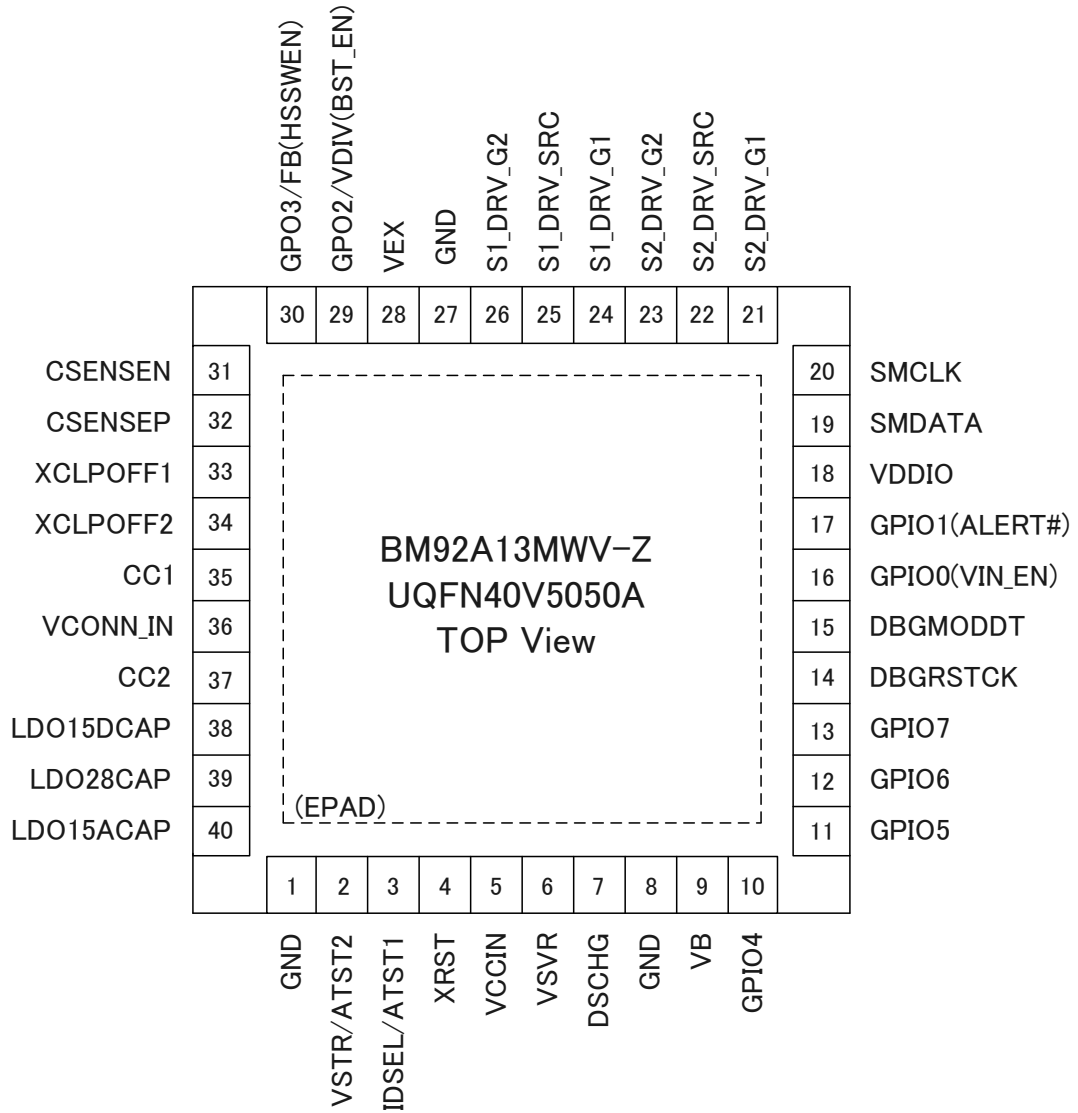 GPO3/FB(HSSWEN)
GPO2/VDIV(BST_EN)
VEX
GND
S1_DRV_G2
S1_DRV_SRC
S1_DRV_G1
S2_DRV_G2
S2_DRV_SRC
S2_DRV_G1
30 29 28 27 26 25 24 23 22 21
CSENSEN 31
CSENSEP 32
XCLPOFF1 33
XCLPOFF2 34
CC1 35
VCONN_IN 36
CC2 37
LDO15DCAP 38
LDO28CAP 39
LDO15ACAP 40
BM92A13MWV-Z
UQFN40V5050A
TOP View
(EPAD)
20 SMCLK
19 SMDATA
18 VDDIO
17 GPIO1(ALERT#)
16 GPIO0(VIN_EN)
15 DBGMODDT
14 DBGRSTCK
13 GPIO7
12 GPIO6
11 GPIO5
1 2 3 4 5 6 7 8 9 10
GND
VSTR/ATST2
IDSEL/ATST1
XRST
VCCIN
VSVR
DSCHG
GND
VB
GPIO4